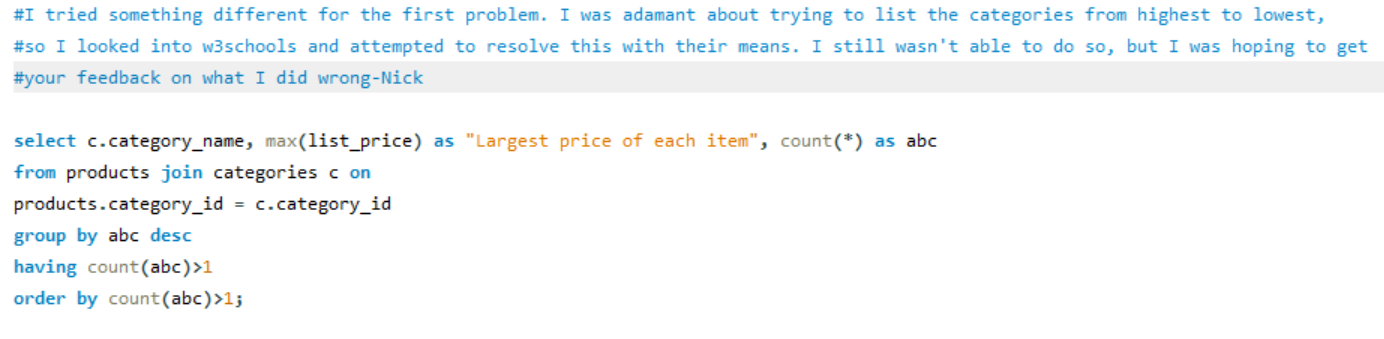 #I tried something different for the first problem. I was adamant about trying to list the categories from highest to lowest,
#so I looked into w3schools and attempted to resolve this with their means. I still wasn't able to do so, but I was hoping to get
#your feedback on what I did wrong-Nick
select c.category_name, max(list_price) as "Largest price of each item", count(*) as abc
from products join categories c on
products.category_id = c.category_id
group by abc desc
having count(abc)>1
order by count(abc)>1;